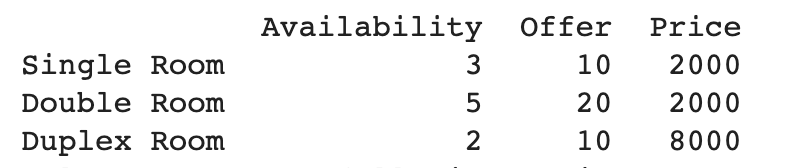 Availability Offer Price
Single Room 3 10 2000
Double Room 5 20 2000
Duplex Room 2 10 8000